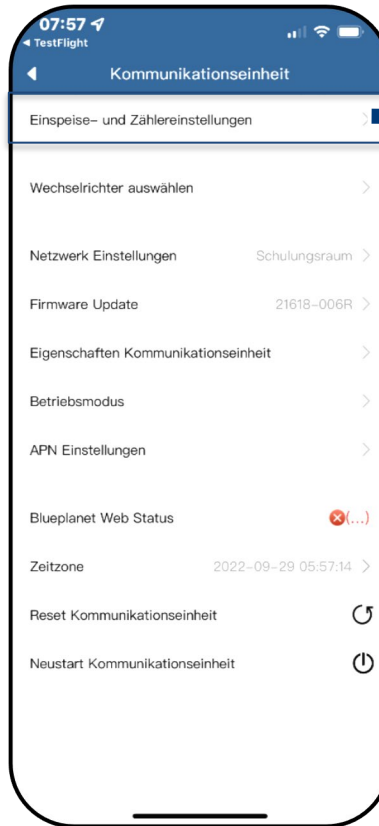 07:57
◀ TestFlight
Kommunikationseinheit
Einspeise- und Zählereinstellungen
Wechselrichter auswählen
Netzwerk Einstellungen Schulungsraum
Firmware Update 21618-006R
Eigenschaften Kommunikationseinheit
Betriebsmodus
APN Einstellungen
Blueplanet Web Status (...)
Zeitzone 2022-09-29 05:57:14
Reset Kommunikationseinheit
Neustart Kommunikationseinheit